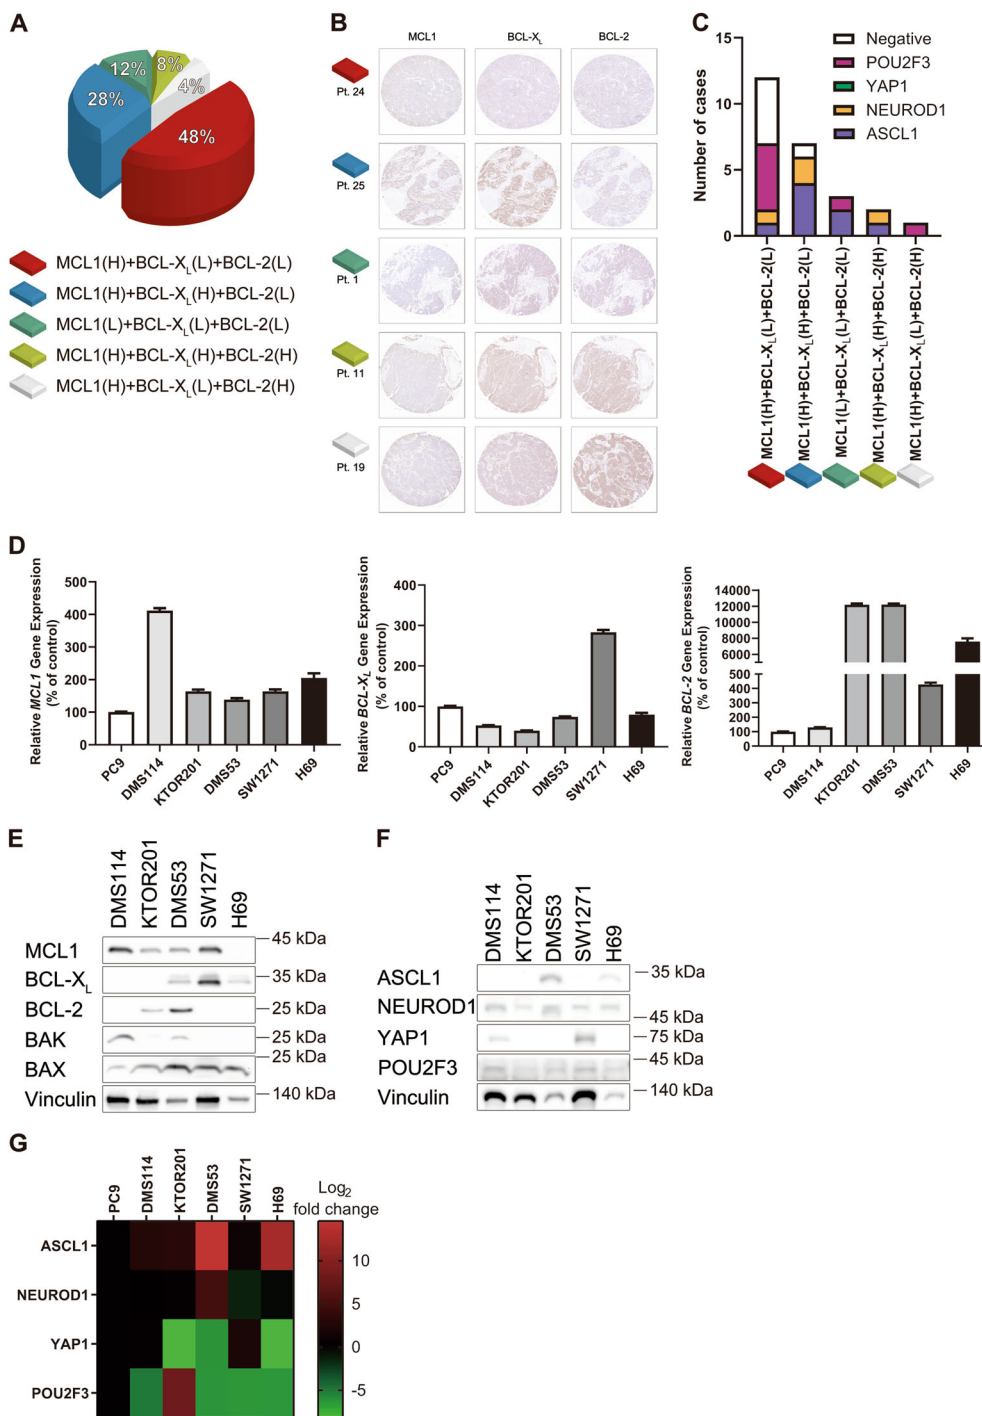 A
48%
28%
12%
8%
4%
MCL1(H)+BCL-XL(L)+BCL-2(L)
MCL1(H)+BCL-XL(H)+BCL-2(L)
MCL1(L)+BCL-XL(L)+BCL-2(L)
MCL1(H)+BCL-XL(H)+BCL-2(H)
MCL1(H)+BCL-XL(L)+BCL-2(H)
B
MCL1 BCL-XL BCL-2
Pt. 24
Pt. 25
Pt. 1
Pt. 11
Pt. 19
C
Number of cases
15
10
5
0
Negative
POU2F3
YAP1
NEUROD1
ASCL1
MCL1(H)+BCL-XL(L)+BCL-2(L)
MCL1(H)+BCL-XL(H)+BCL-2(L)
MCL1(L)+BCL-XL(L)+BCL-2(L)
MCL1(H)+BCL-XL(H)+BCL-2(H)
MCL1(H)+BCL-XL(L)+BCL-2(H)
D
Relative MCL1 Gene Expression
(% of control)
500
400
300
200
100
0
PC9 DMS114 KTOR201 DMS53 SW1271 H69
Relative BCL-XL Gene Expression
(% of control)
400
300
200
100
0
PC9 DMS114 KTOR201 DMS53 SW1271 H69
Relative BCL-2 Gene Expression
(% of control)
14000
12000
10000
8000
6000
500
400
300
200
100
0
PC9 DMS114 KTOR201 DMS53 SW1271 H69
E
DMS114 KTOR201 DMS53 SW1271 H69
MCL1 45 kDa
BCL-XL 35 kDa
BCL-2 25 kDa
BAK 25 kDa
BAX 25 kDa
Vinculin 140 kDa
F
DMS114 KTOR201 DMS53 SW1271 H69
ASCL1 35 kDa
NEUROD1 45 kDa
YAP1 75 kDa
POU2F3 45 kDa
Vinculin 140 kDa
G
PC9 DMS114 KTOR201 DMS53 SW1271 H69
Log2
fold change
ASCL1
NEUROD1
YAP1
POU2F3
10
5
0
-5